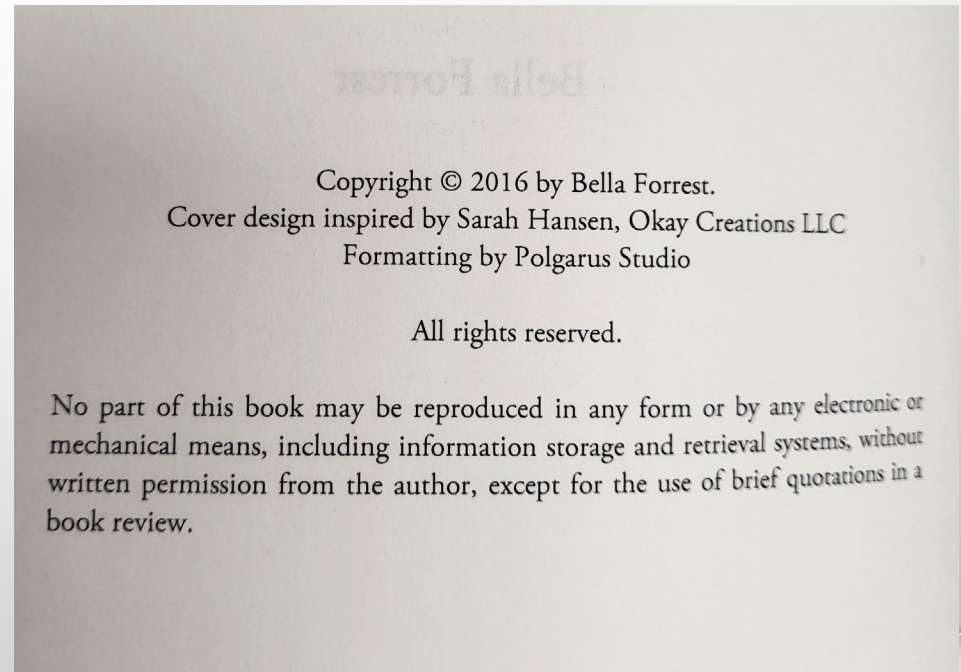 Bella Forrest
Copyright © 2016 by Bella Forrest.
Cover design inspired by Sarah Hansen, Okay Creations LLC
Formatting by Polgarus Studio
All rights reserved.
No part of this book may be reproduced in any form or by any electronic or
mechanical means, including information storage and retrieval systems, without
written permission from the author, except for the use of brief quotations in a
book review.